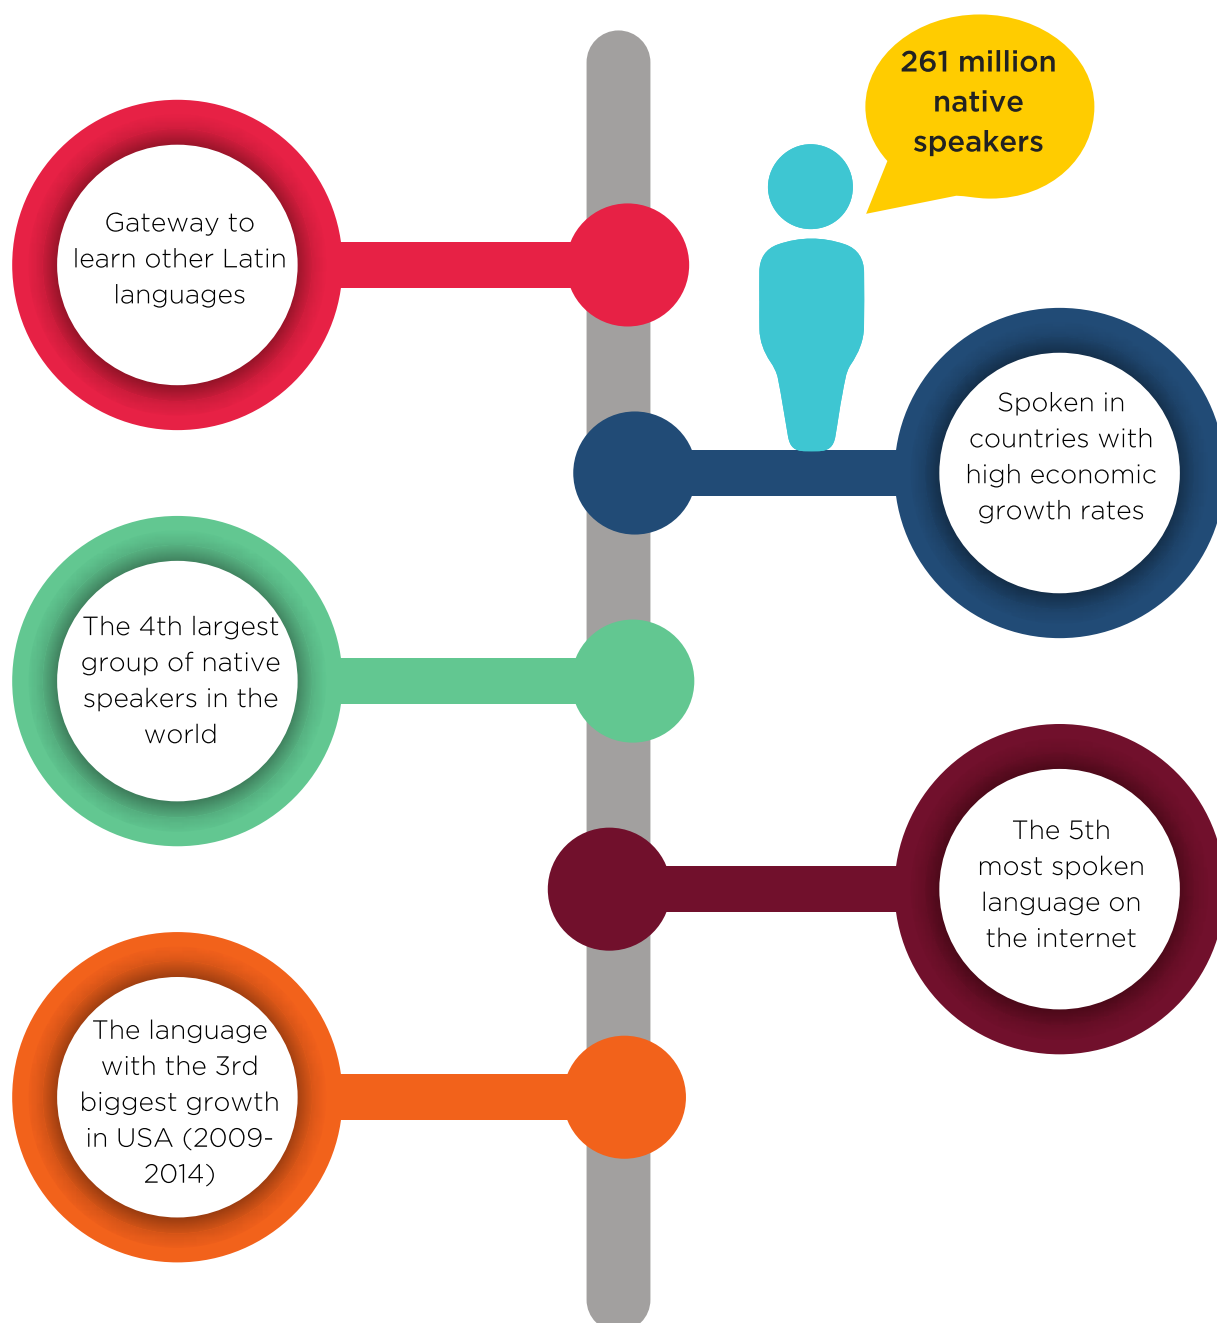 261 million
native
speakers
Gateway to
learn other Latin
languages
Spoken in
countries with
high economic
growth rates
The 4th largest
group of native
speakers in the
world
The 5th
most spoken
language on
the internet
The language
with the 3rd
biggest growth
in USA (2009-
2014)